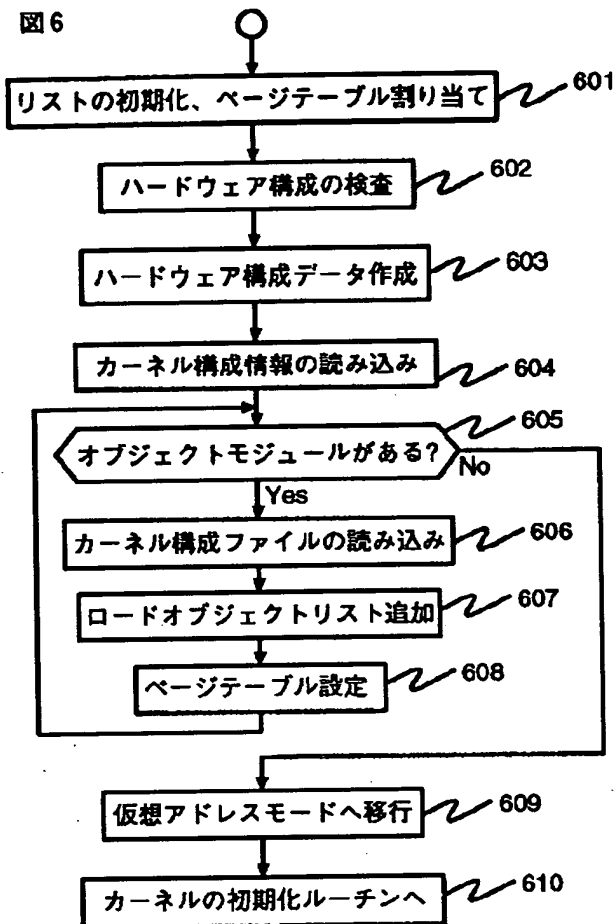 図6
リストの初期化、ページテーブル割り当て
601
ハードウェア構成の検査
602
ハードウェア構成データ作成
603
カーネル構成情報の読み込み
604
605
オブジェクトモジュールがある?
No
Yes
カーネル構成ファイルの読み込み
606
ロードオブジェクトリスト追加
607
ページテーブル設定
608
仮想アドレスモードへ移行
609
カーネルの初期化ルーチンへ
610